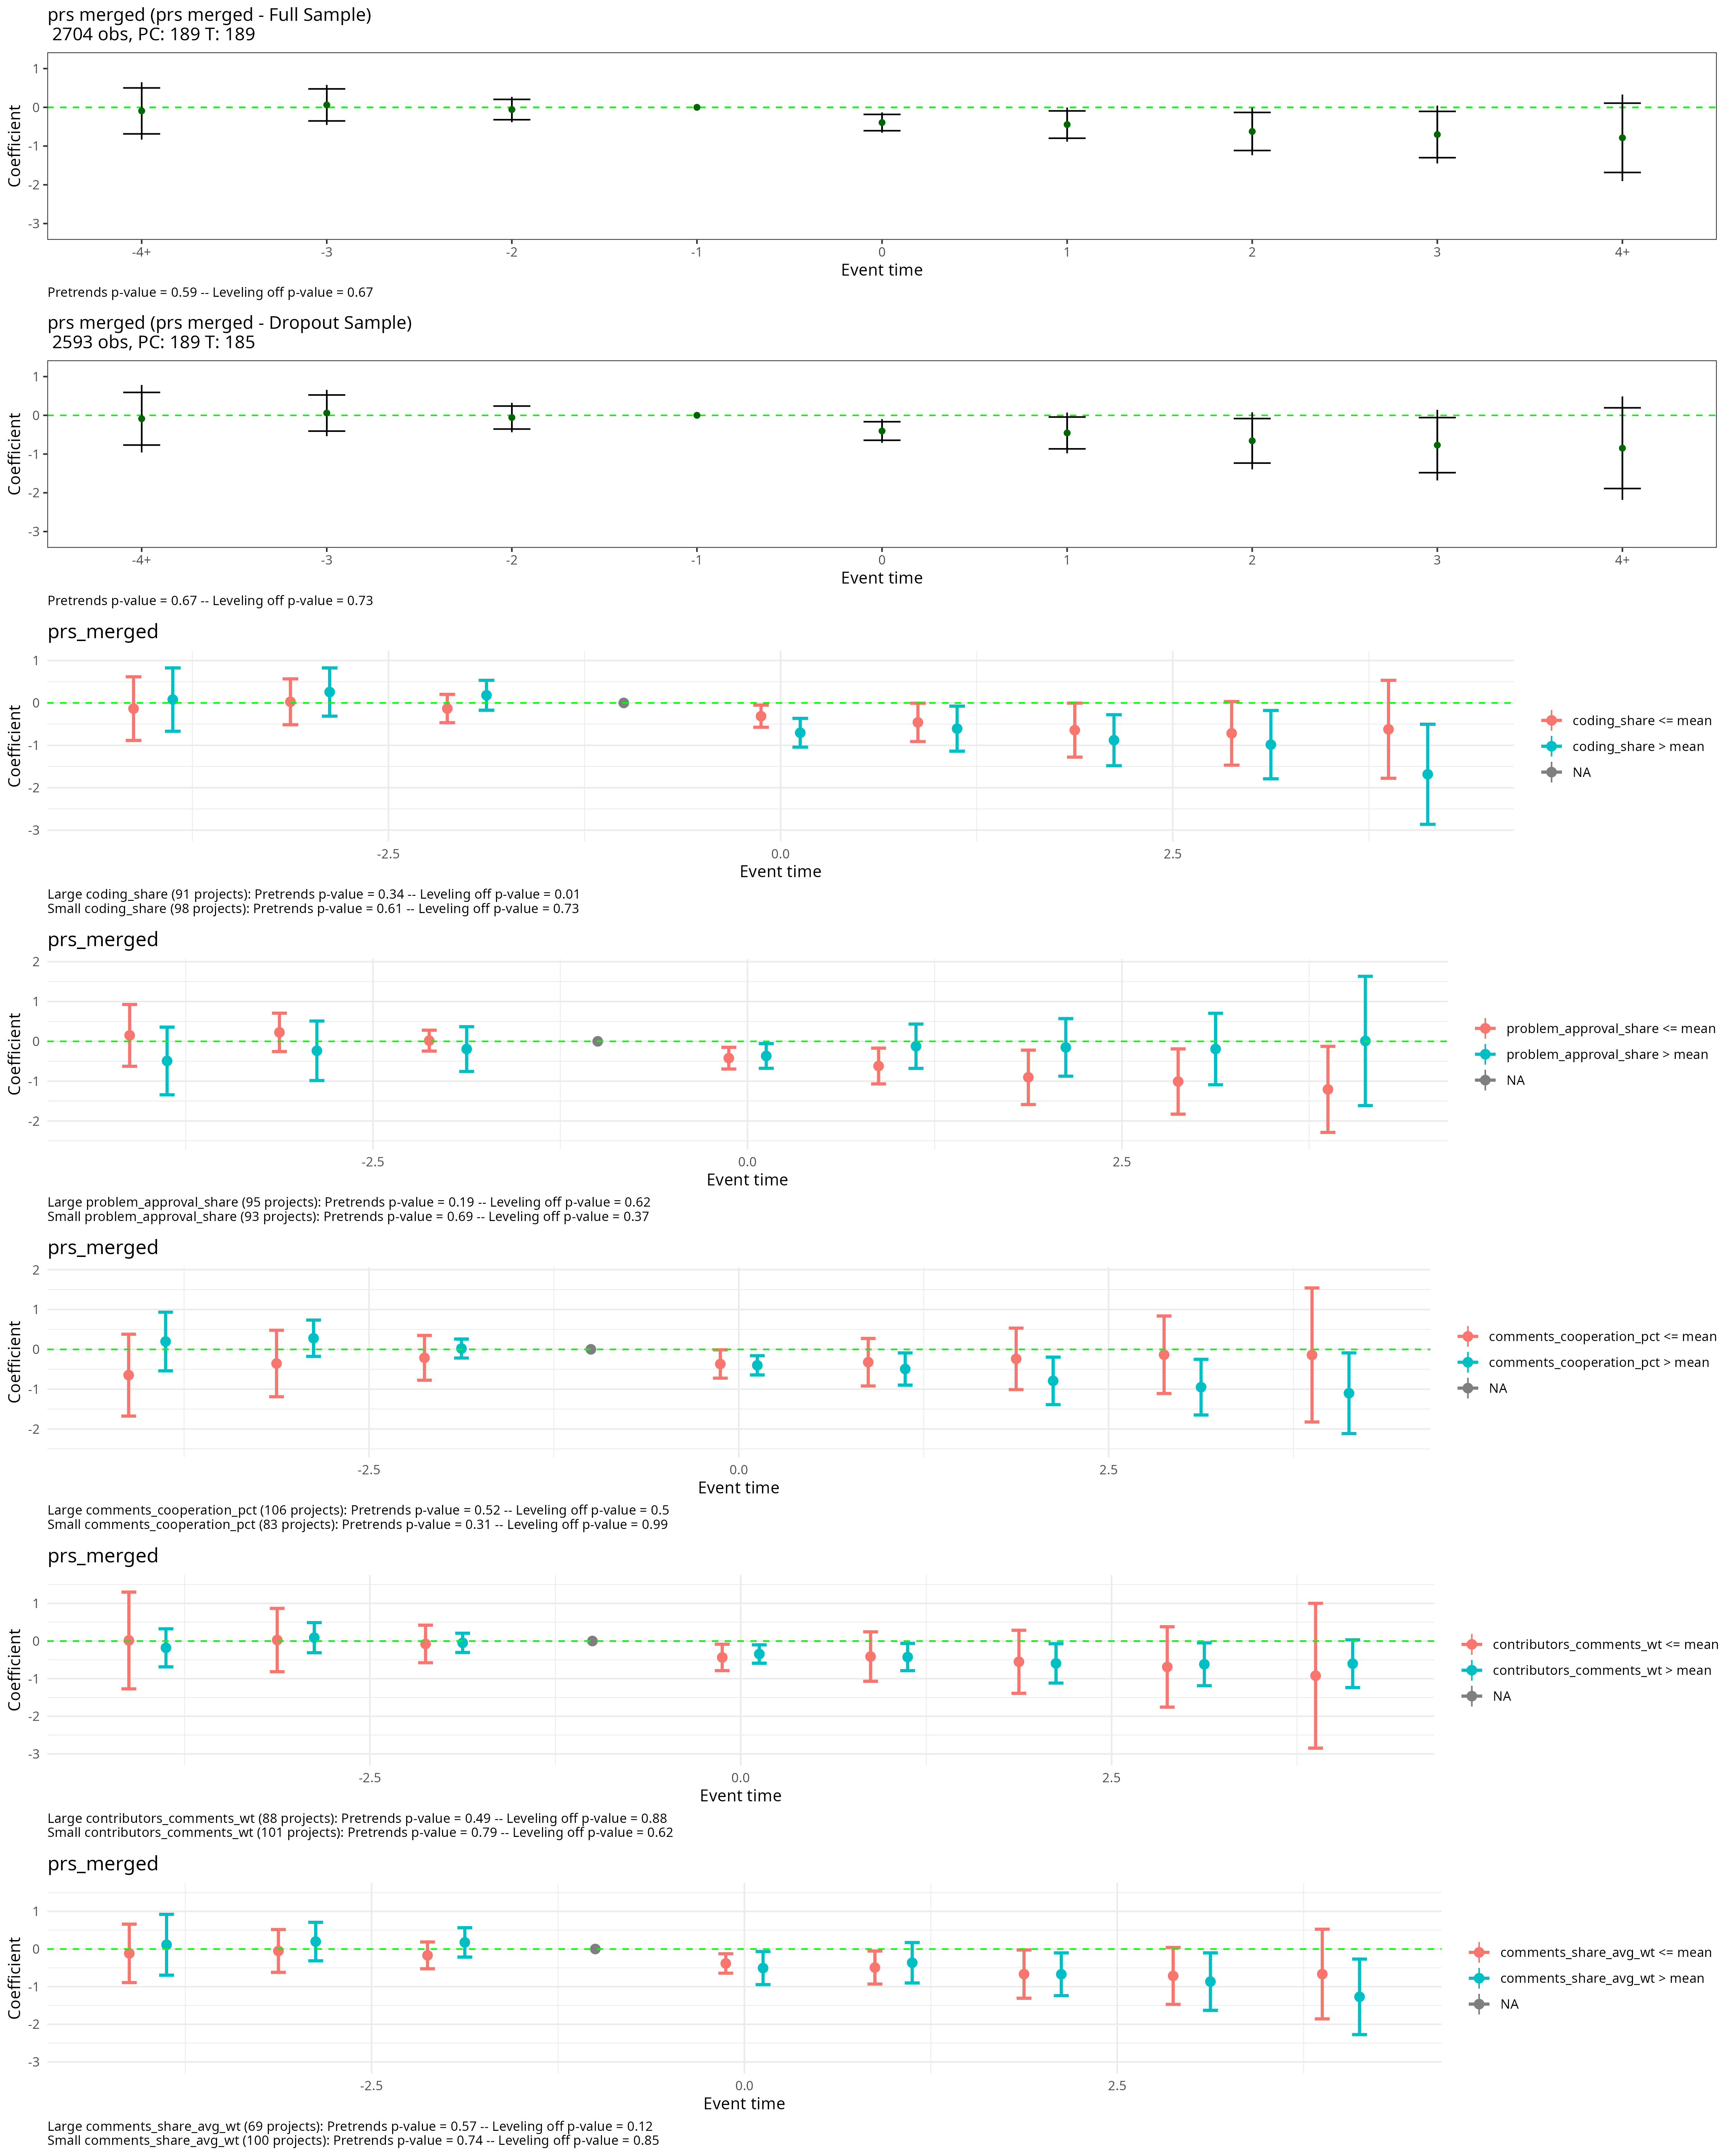 prs merged (prs merged - Full Sample)
2704 obs, PC: 189 T: 189
1
0
-1
-2
-3
Coefficient
-4+ -3 -2 -1 0 1 2 3 4+
Event time
Pretrends p-value = 0.59 -- Leveling off p-value = 0.67
prs merged (prs merged - Dropout Sample)
2593 obs, PC: 189 T: 185
1
0
-1
-2
-3
Coefficient
-4+ -3 -2 -1 0 1 2 3 4+
Event time
Pretrends p-value = 0.67 -- Leveling off p-value = 0.73
prs_merged
1
0
-1
-2
-3
Coefficient
-2.5 0.0 2.5
Event time
coding_share <= mean
coding_share > mean
NA
Large coding_share (91 projects): Pretrends p-value = 0.34 -- Leveling off p-value = 0.01
Small coding_share (98 projects): Pretrends p-value = 0.61 -- Leveling off p-value = 0.73
prs_merged
2
1
0
-1
-2
Coefficient
-2.5 0.0 2.5
Event time
problem_approval_share <= mean
problem_approval_share > mean
NA
Large problem_approval_share (95 projects): Pretrends p-value = 0.19 -- Leveling off p-value = 0.62
Small problem_approval_share (93 projects): Pretrends p-value = 0.69 -- Leveling off p-value = 0.37
prs_merged
2
1
0
-1
-2
Coefficient
-2.5 0.0 2.5
Event time
comments_cooperation_pct <= mean
comments_cooperation_pct > mean
NA
Large comments_cooperation_pct (106 projects): Pretrends p-value = 0.52 -- Leveling off p-value = 0.5
Small comments_cooperation_pct (83 projects): Pretrends p-value = 0.31 -- Leveling off p-value = 0.99
prs_merged
1
0
-1
-2
-3
Coefficient
-2.5 0.0 2.5
Event time
contributors_comments_wt <= mean
contributors_comments_wt > mean
NA
Large contributors_comments_wt (88 projects): Pretrends p-value = 0.49 -- Leveling off p-value = 0.88
Small contributors_comments_wt (101 projects): Pretrends p-value = 0.79 -- Leveling off p-value = 0.62
prs_merged
1
0
-1
-2
-3
Coefficient
-2.5 0.0 2.5
Event time
comments_share_avg_wt <= mean
comments_share_avg_wt > mean
NA
Large comments_share_avg_wt (69 projects): Pretrends p-value = 0.57 -- Leveling off p-value = 0.12
Small comments_share_avg_wt (100 projects): Pretrends p-value = 0.74 -- Leveling off p-value = 0.85